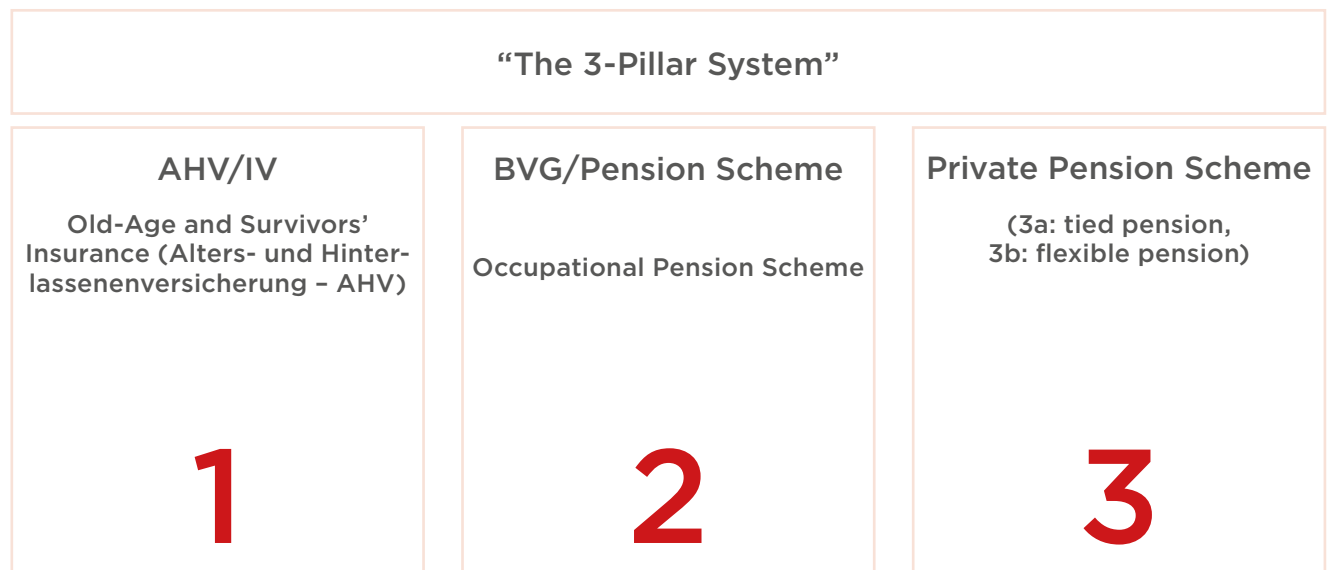 “The 3-Pillar System”
AHV/IV
Old-Age and Survivors’
Insurance (Alters- und Hinter-
lassenenversicherung – AHV)
1
BVG/Pension Scheme
Occupational Pension Scheme
2
Private Pension Scheme
(3a: tied pension,
3b: flexible pension)
3